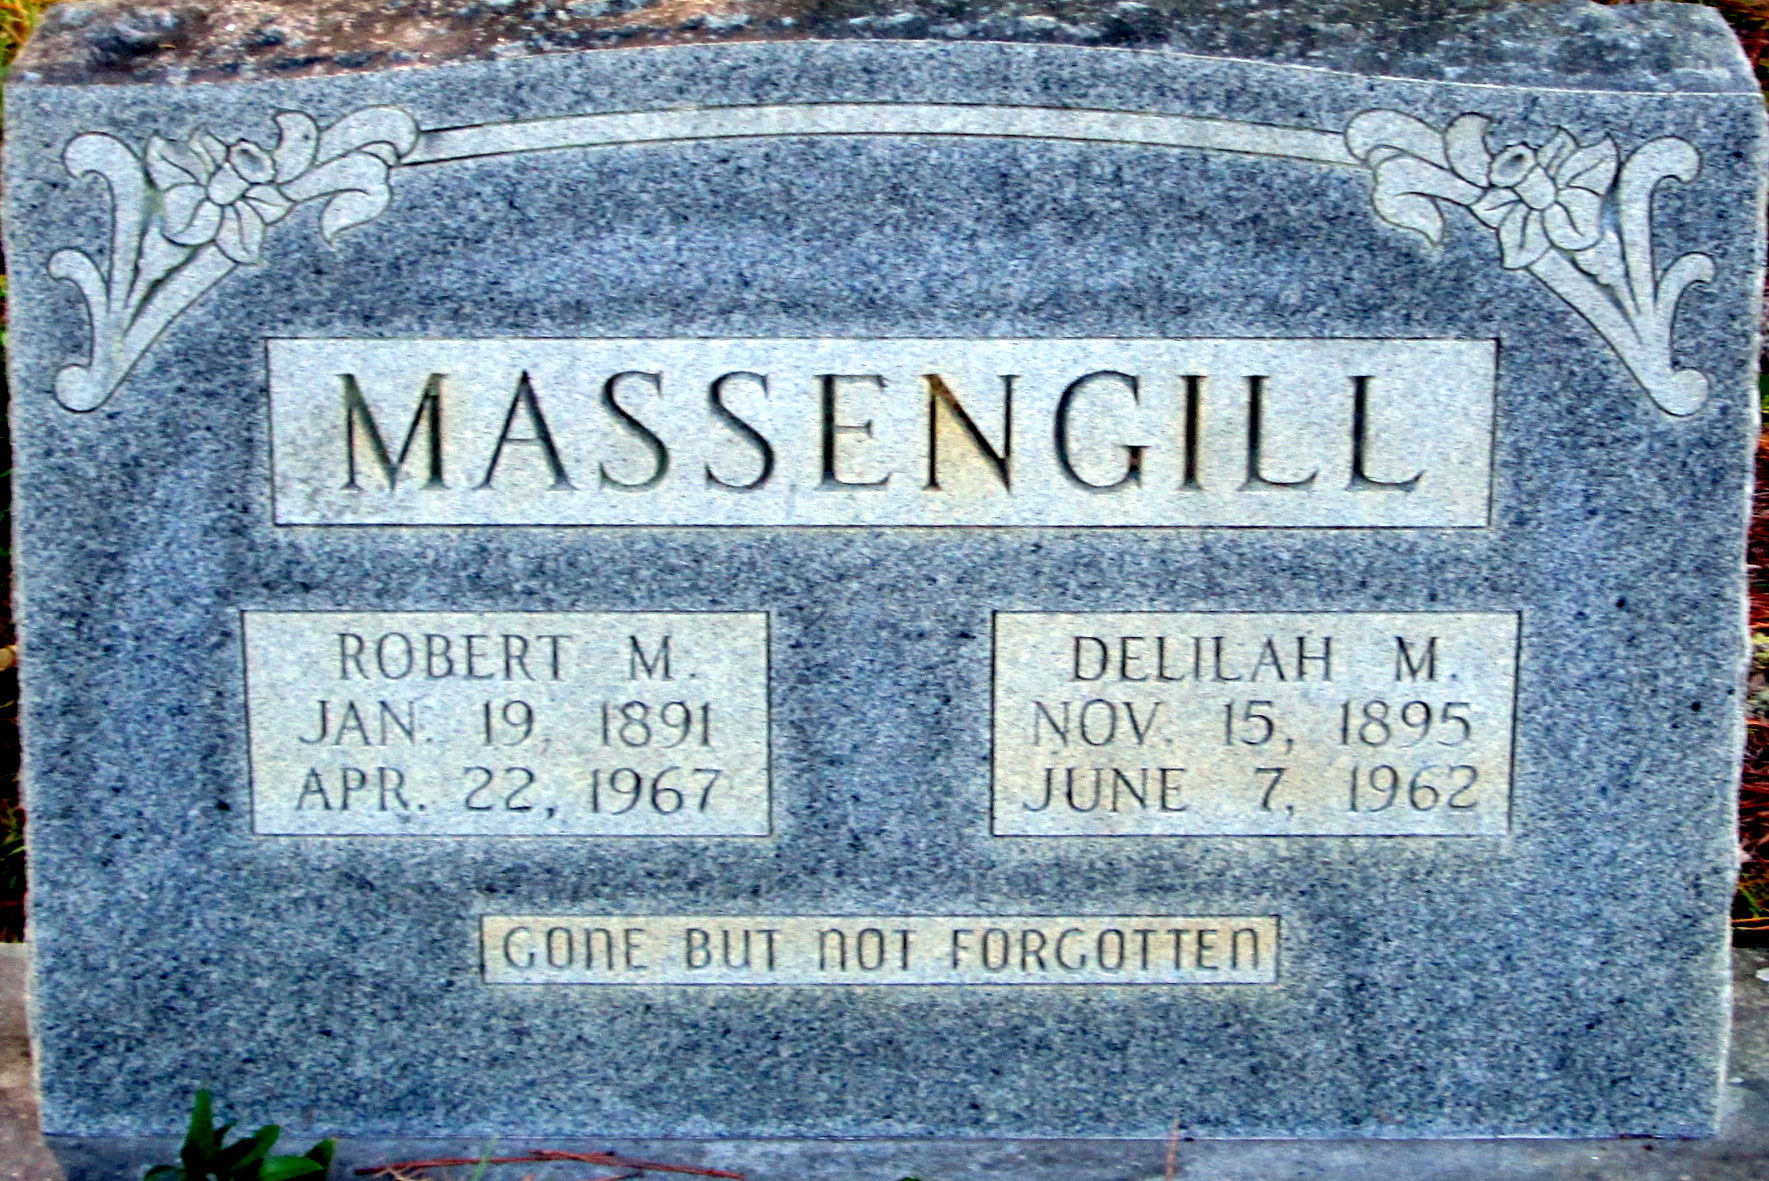 MASSENGILL
ROBERT M.
JAN. 19, 1891
APR. 22, 1967
DELILAH M.
NOV. 15, 1895
JUNE 7, 1962
GONE BUT NOT FORGOTTEN